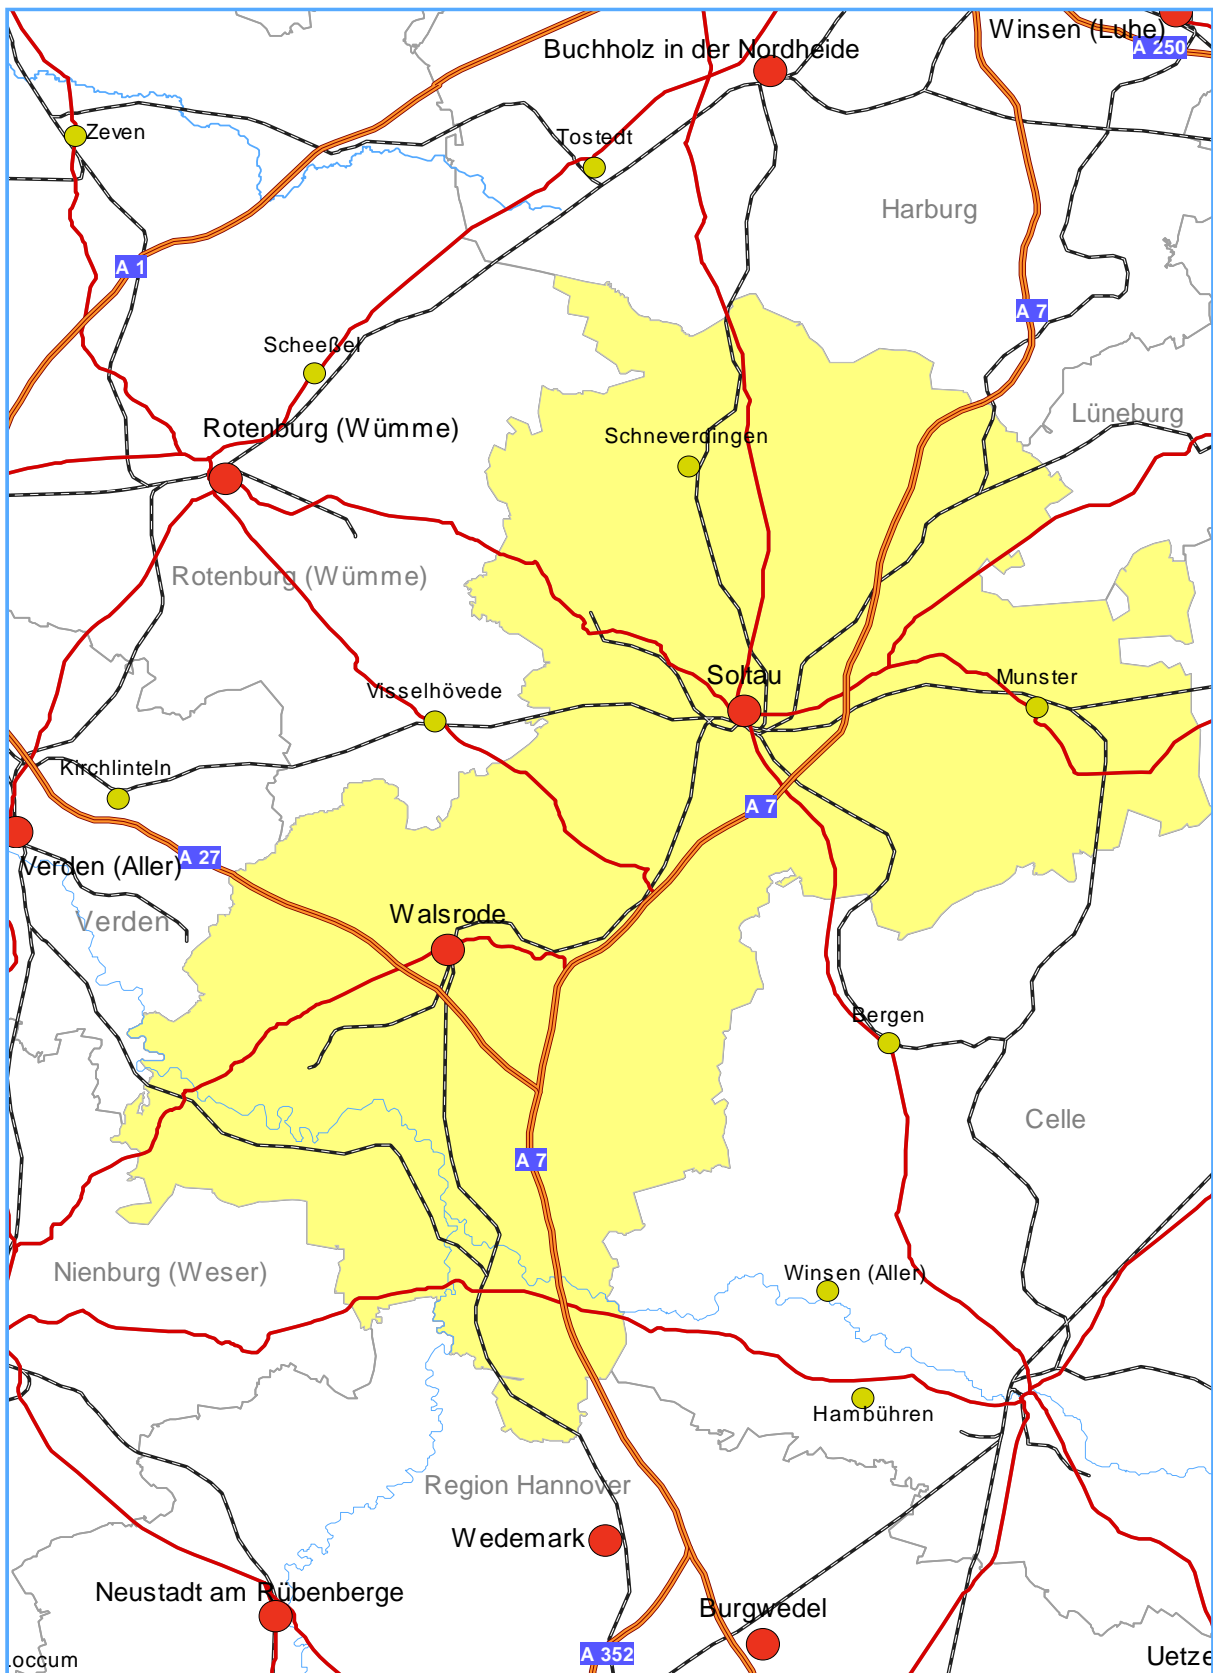 Winsen (Luhe)
A 250
Buchholz in der Nordheide
Zeven
Tostedt
Harburg
A 1
A 7
Scheeßel
Lüneburg
Rotenburg (Wümme)
Schneverdingen
Rotenburg (Wümme)
Soltau
Munster
Visselhövede
Kirchlinteln
A 7
A 27
Verden (Aller)
Walsrode
Verden
Bergen
Celle
A 7
Nienburg (Weser)
Winsen (Aller)
Hambühren
Region Hannover
Wedemark
Neustadt am Rübenberge
Burgwedel
A 352
occum
Uetze